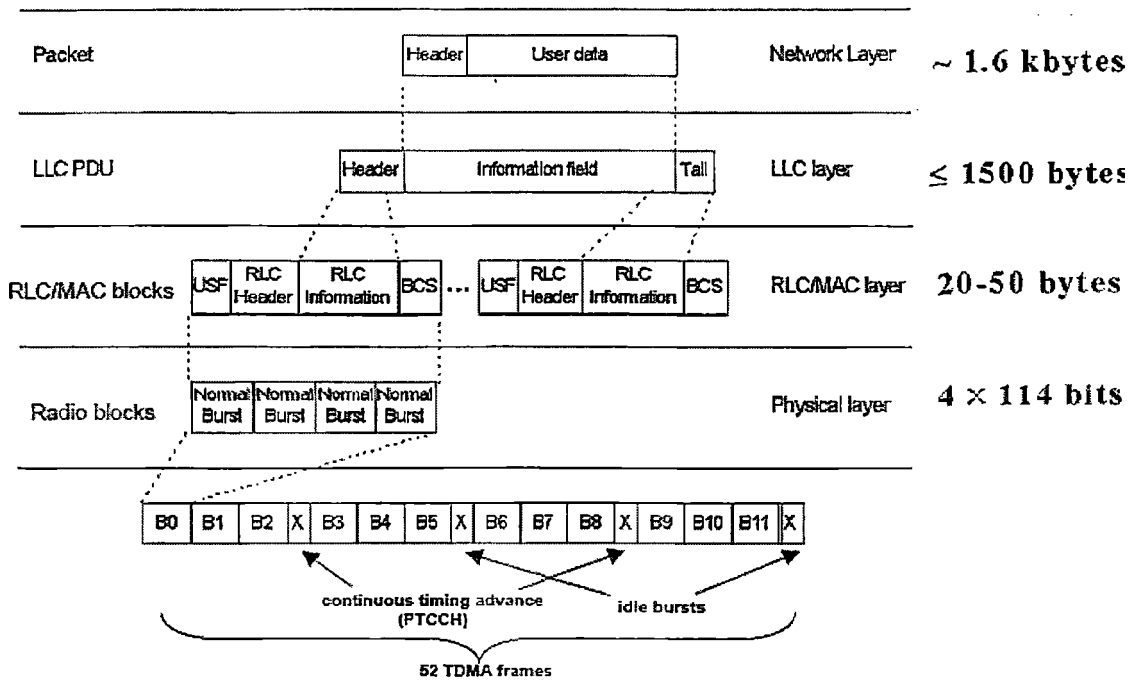 Packet Header User data Network Layer ~ 1.6 kbytes
LLC PDU Header Information field Tail LLC layer ≤ 1500 bytes
RLC/MAC blocks USF RLC Header RLC Information BCS ... USF RLC Header RLC Information BCS RLC/MAC layer 20-50 bytes
Radio blocks Normal Burst Normal Burst Normal Burst Normal Burst Physical layer 4 × 114 bits
B0 B1 B2 X B3 B4 B5 X B6 B7 B8 X B9 B10 B11 X
continuous timing advance idle bursts
(PTCCH)
52 TDMA frames